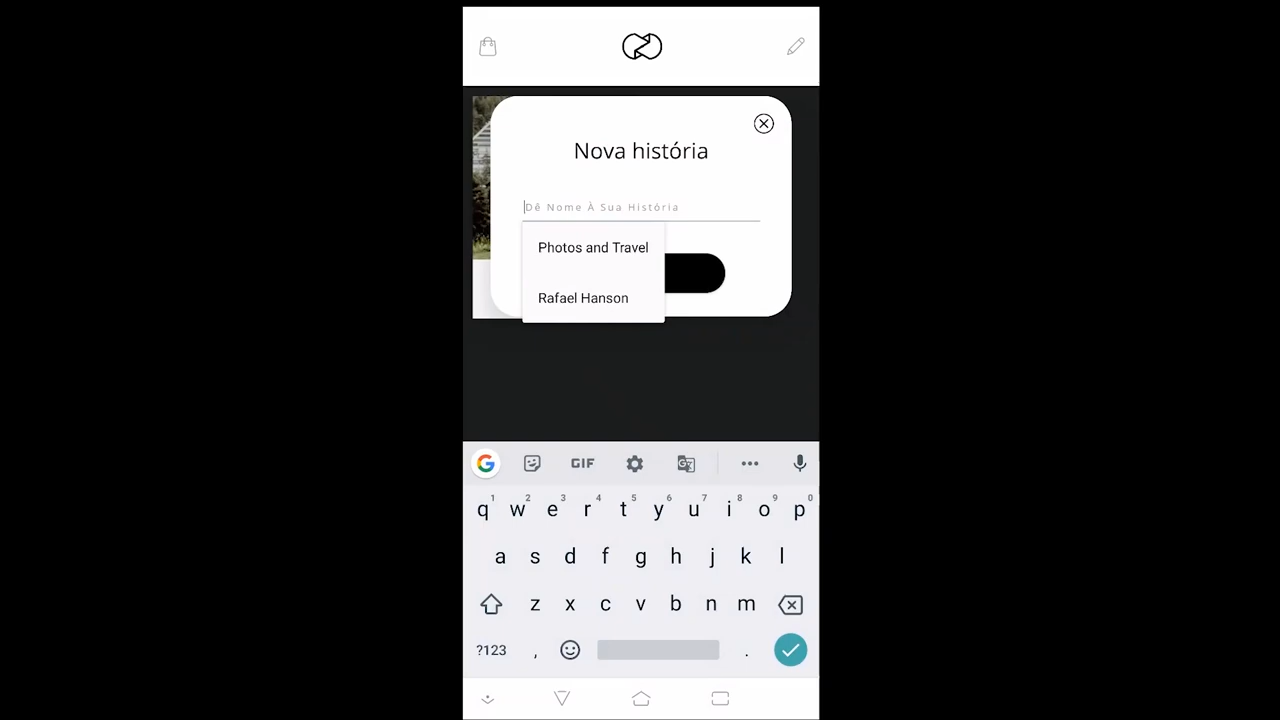 Nova história
Dê Nome À Sua História
Photos and Travel
Rafael Hanson
G GIF
1 2 3 4 5 6 7 8 9 0
q w e r t y u i o p
a s d f g h j k l
z x c v b n m
?123 , .